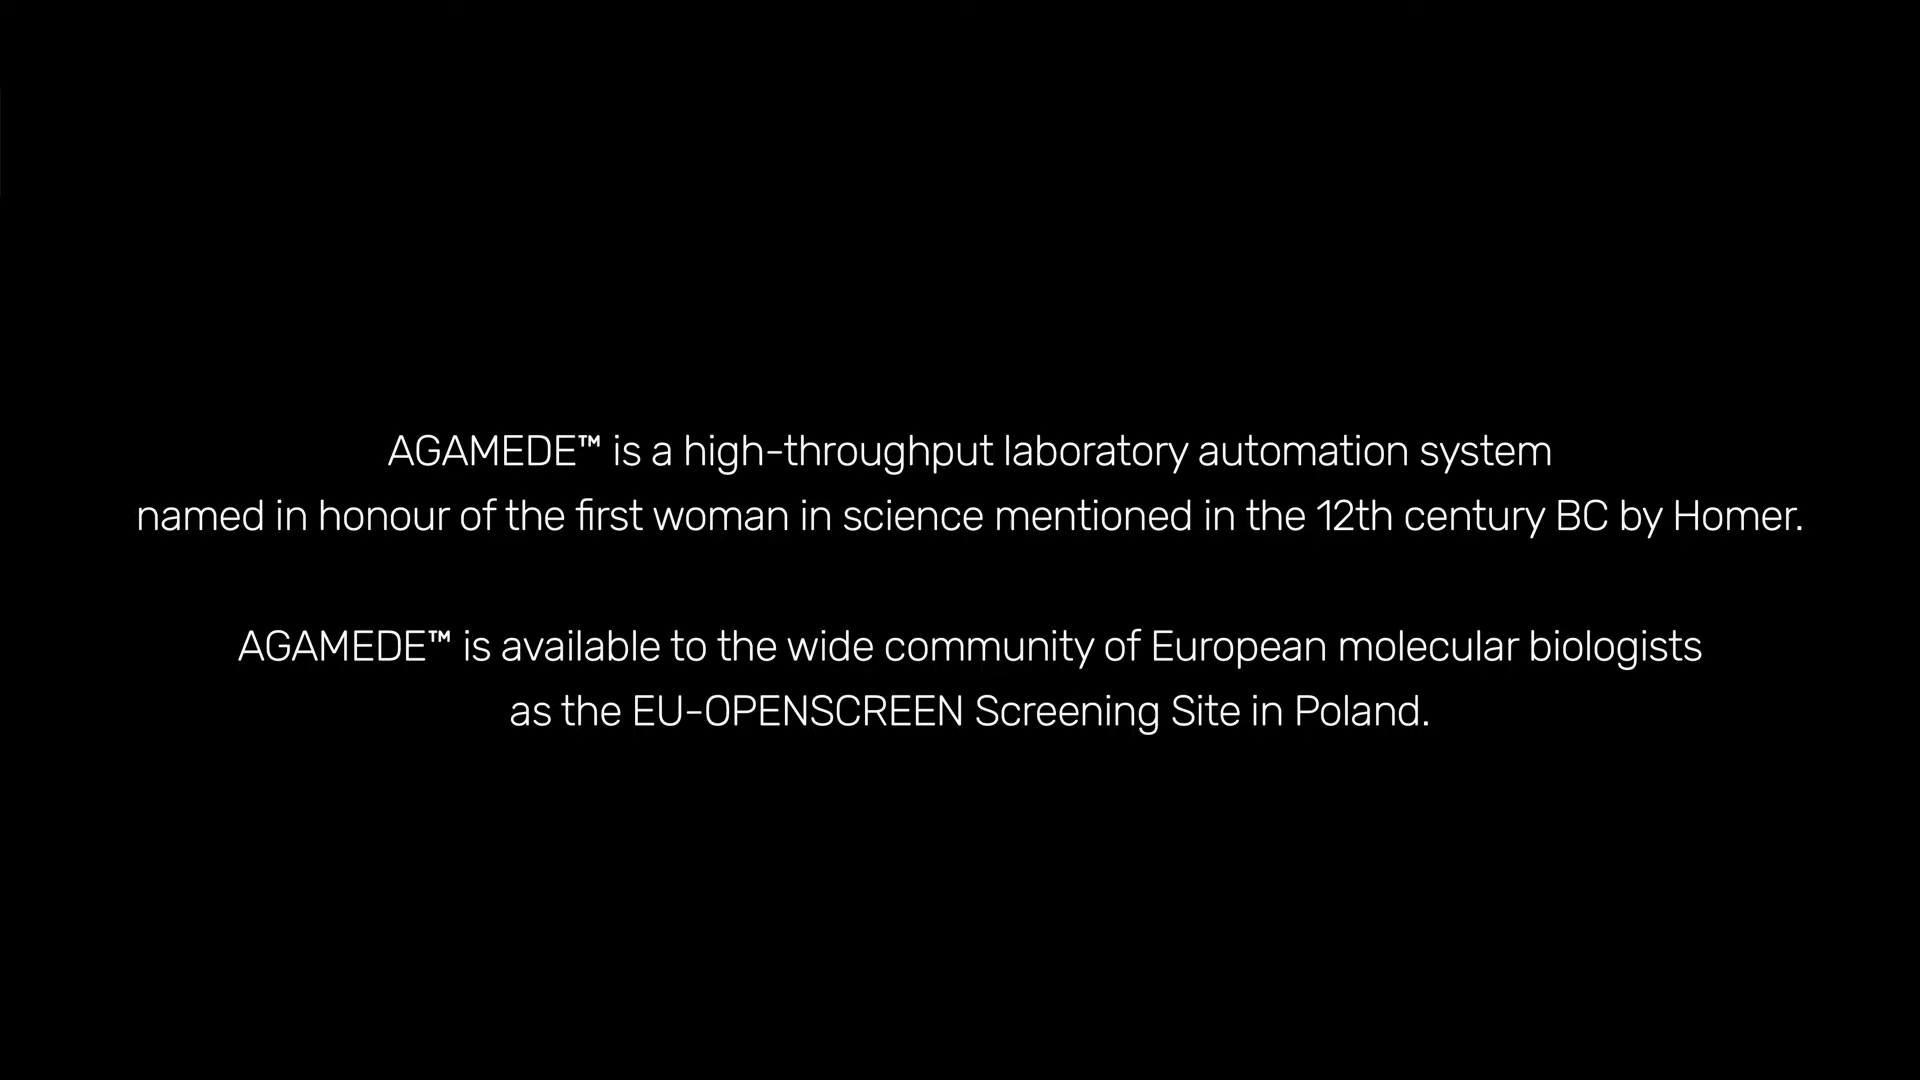 AGAMEDE™ is a high-throughput laboratory automation system
named in honour of the first woman in science mentioned in the 12th century BC by Homer.
AGAMEDE™ is available to the wide community of European molecular biologists
as the EU-OPENSCREEN Screening Site in Poland.